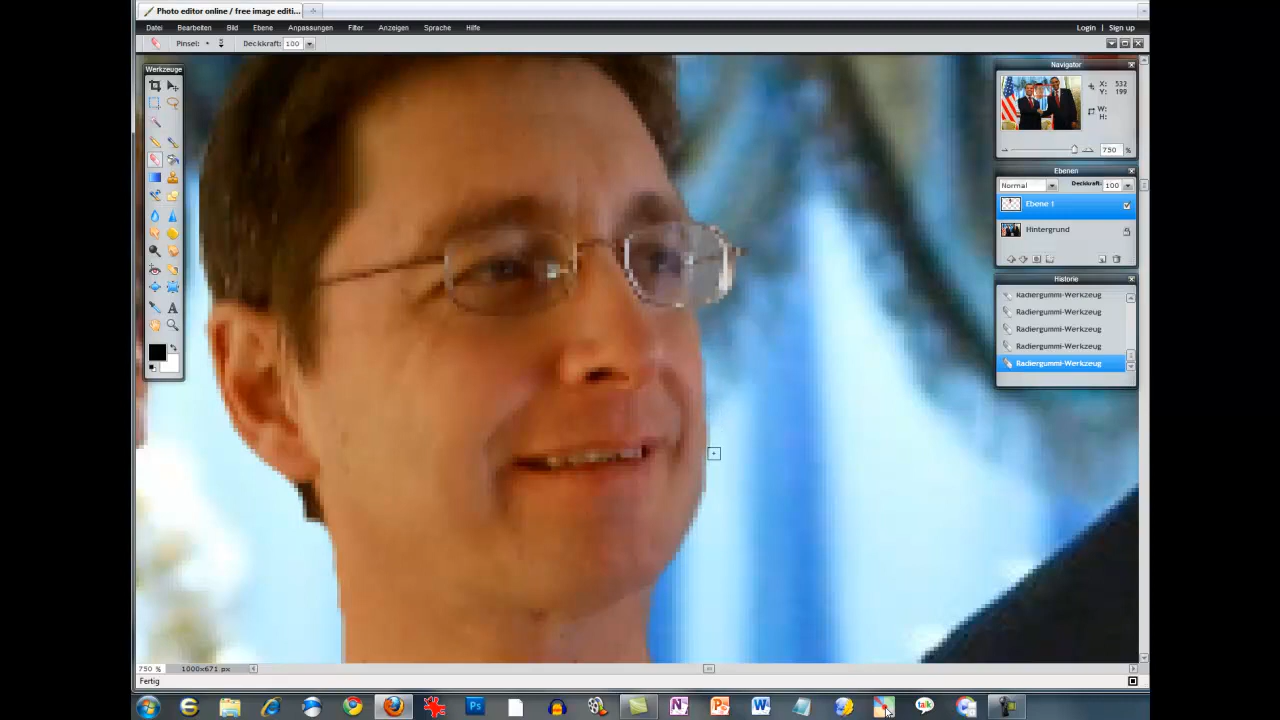 Photo editor online / free image editi...
Datei Bearbeiten Bild Ebene Anpassungen Filter Anzeigen Sprache Hilfe Login | Sign up
Pinsel: Deckkraft: 100
Werkzeuge
Navigator
X: 532
Y: 199
W:
H:
750 %
Ebenen
Normal Deckkraft: 100
Ebene 1
Hintergrund
Historie
Radiergummi-Werkzeug
Radiergummi-Werkzeug
Radiergummi-Werkzeug
Radiergummi-Werkzeug
Radiergummi-Werkzeug
750 % 1000x671 px
Fertig
Ps
talk